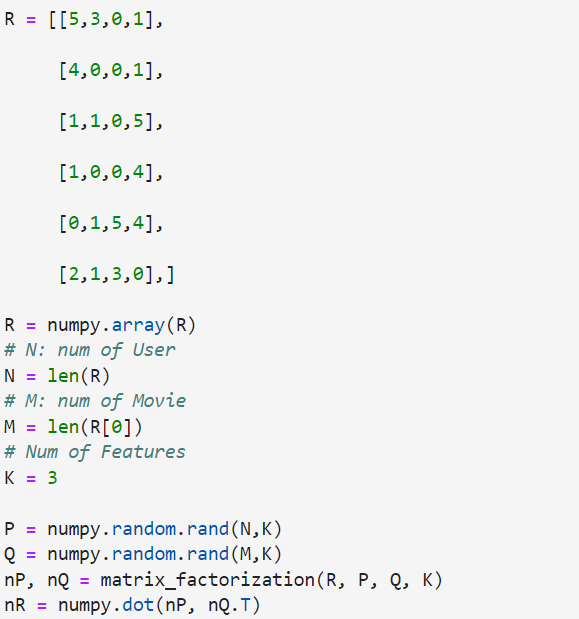 R = [[5,3,0,1],
[4,0,0,1],
[1,1,0,5],
[1,0,0,4],
[0,1,5,4],
[2,1,3,0],]
R = numpy.array(R)
# N: num of User
N = len(R)
# M: num of Movie
M = len(R[0])
# Num of Features
K = 3
P = numpy.random.rand(N,K)
Q = numpy.random.rand(M,K)
nP, nQ = matrix_factorization(R, P, Q, K)
nR = numpy.dot(nP, nQ.T)